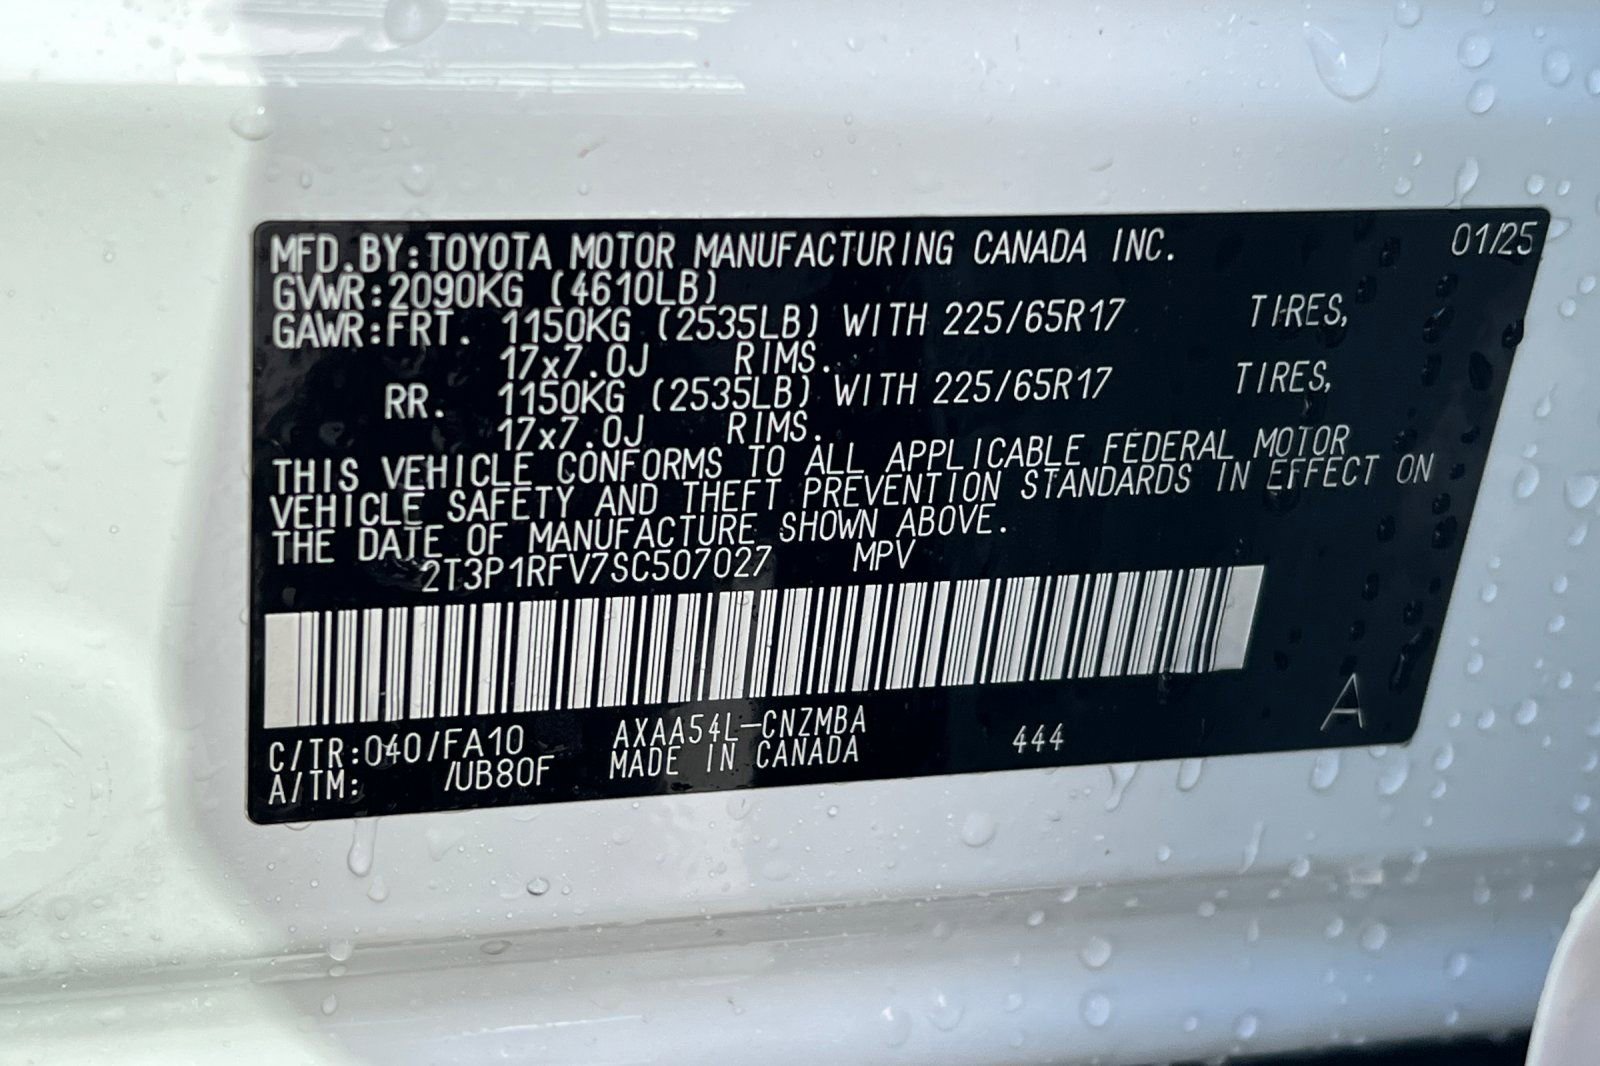 MFD.BY:TOYOTA MOTOR MANUFACTURING CANADA INC. 01/25
GVWR:2090KG (4610LB)
GAWR:FRT. 1150KG (2535LB) WITH 225/65R17 TIRES,
17x7.0J RIMS.
RR. 1150KG (2535LB) WITH 225/65R17 TIRES,
17x7.0J RIMS.
THIS VEHICLE CONFORMS TO ALL APPLICABLE FEDERAL MOTOR
VEHICLE SAFETY AND THEFT PREVENTION STANDARDS IN EFFECT ON
THE DATE OF MANUFACTURE SHOWN ABOVE.
2T3P1RFV7SC507027 MPV
C/TR:040/FA10 AXAA54L-CNZMBA 444 A
A/TM: /UB80F MADE IN CANADA